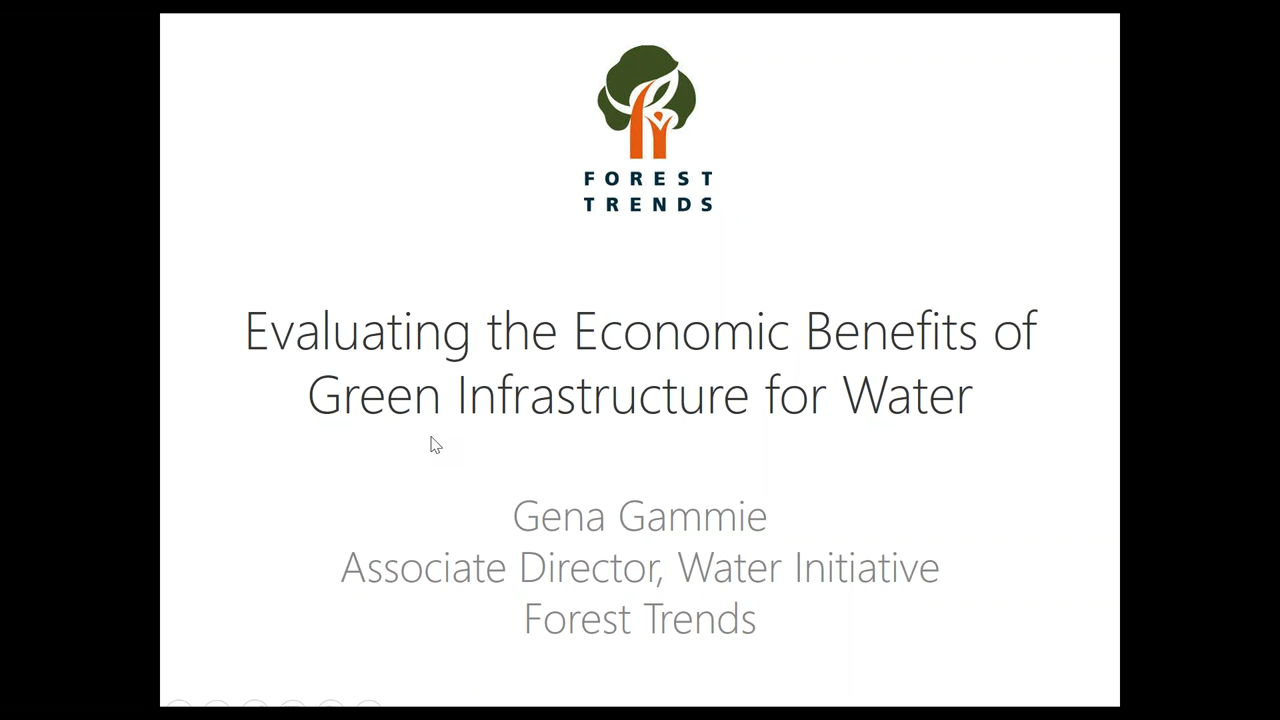 FOREST
TRENDS
Evaluating the Economic Benefits of
Green Infrastructure for Water
Gena Gammie
Associate Director, Water Initiative
Forest Trends